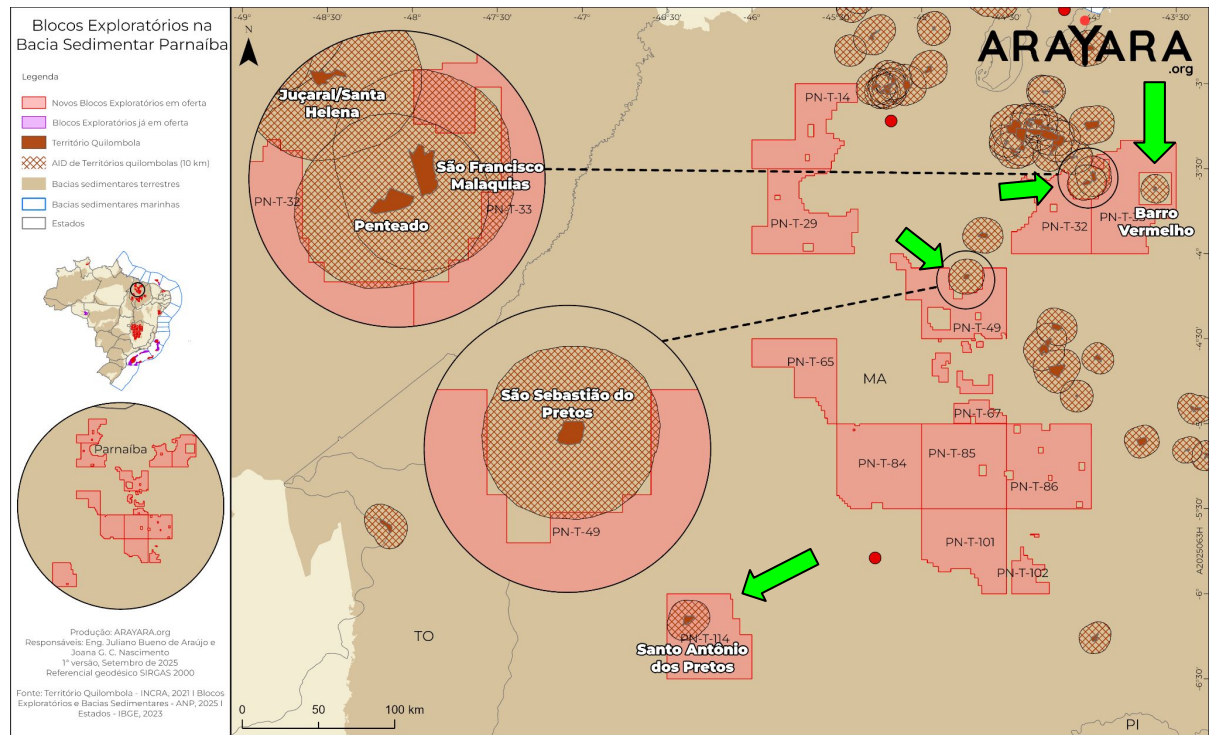 Blocos Exploratórios na
Bacia Sedimentar Parnaíba
Legenda
Novos Blocos Exploratórios em oferta
Blocos Exploratórios já em oferta
Território Quilombola
AID de Territórios quilombolas (10 km)
Bacias sedimentares terrestres
Bacias sedimentares marinhas
Estados
Parnaíba
Produção: ARAYARA.org
Responsáveis: Eng. Juliano Bueno de Araújo e
Joana G. C. Nascimento
1ª versão, Setembro de 2025
Referencial geodésico SIRGAS 2000
Fonte: Território Quilombola - INCRA, 2021 I Blocos
Exploratórios e Bacias Sedimentares - ANP, 2025 I
Estados - IBGE, 2023
-49° -48°30' -48° -47°30' -47° -46°30' -46° -45°30' -45° -44°30' -44° -43°30'
N
ARAYARA
.org
Juçaral/Santa
Helena
São Francisco
Malaquias
Penteado
PN-T-32
PN-T-33
PN-T-14
PN-T-29
PN-T-32
Barro
Vermelho
PN-T-49
PN-T-65
MA
PN-T-67
São Sebastião do
Pretos
PN-T-49
PN-T-84
PN-T-85
PN-T-86
PN-T-101
PN-T-102
TO
PN-T-114
Santo Antônio
dos Pretos
PI
0 50 100 km
-3°
-3°30'
-4°
-4°30'
-5°30'
A2025063H
-6°
-6°30'